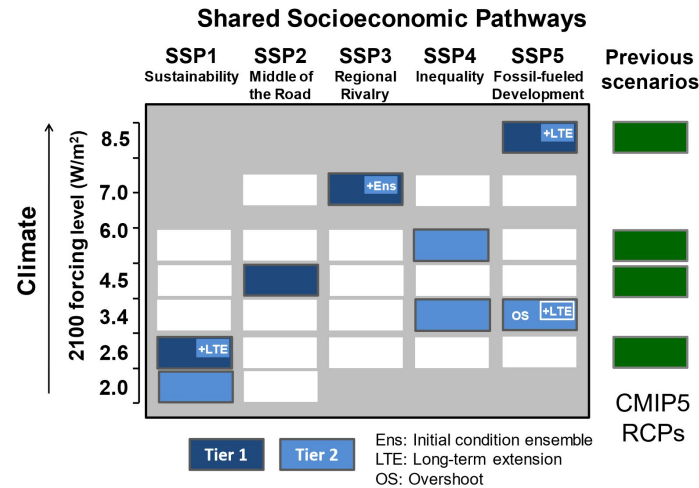 Shared Socioeconomic Pathways
SSP1 SSP2 SSP3 SSP4 SSP5
Sustainability Middle of the Road Regional Rivalry Inequality Fossil-fueled Development
Previous
scenarios
Climate
2100 forcing level (W/m²)
8.5
+LTE
7.0
+Ens
6.0
4.5
3.4
OS +LTE
2.6
+LTE
2.0
CMIP5
RCPs
Tier 1 Tier 2
Ens: Initial condition ensemble
LTE: Long-term extension
OS: Overshoot